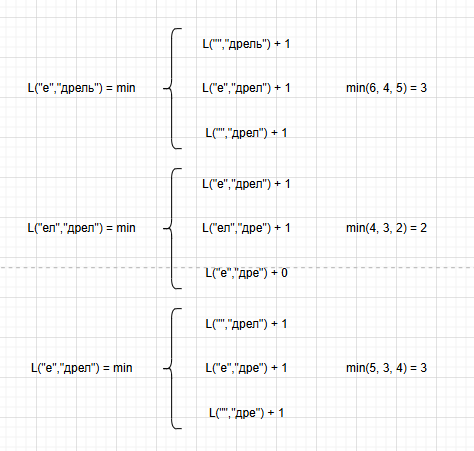 L("","дрель") + 1
L("е","дрель") = min
L("е","дрел") + 1
min(6, 4, 5) = 3
L("","дрел") + 1
L("е","дрел") + 1
L("ел","дрел") = min
L("ел","дре") + 1
min(4, 3, 2) = 2
L("е","дре") + 0
L("","дрел") + 1
L("е","дрел") = min
L("е","дре") + 1
min(5, 3, 4) = 3
L("","дре") + 1